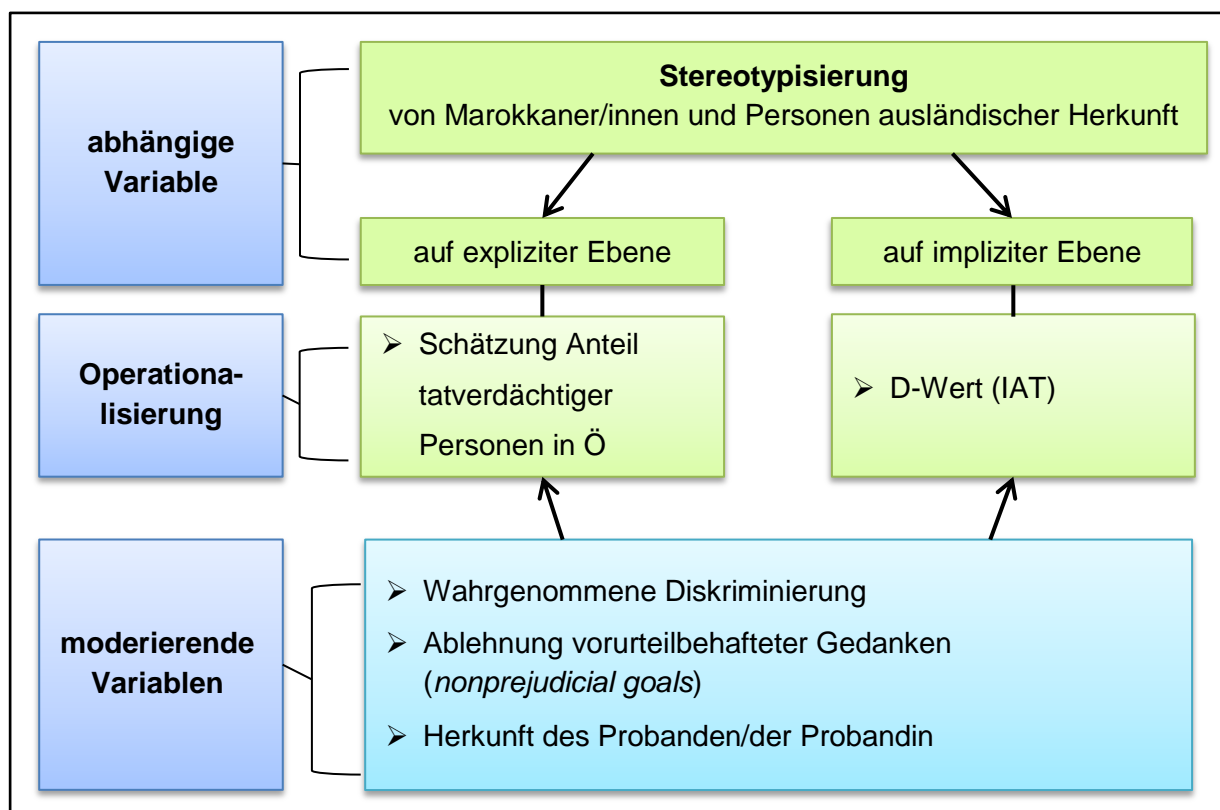 abhängige
Variable
Stereotypisierung
von Marokkaner/innen und Personen ausländischer Herkunft
auf expliziter Ebene
auf impliziter Ebene
Operationa-
lisierung
➢ Schätzung Anteil
tatverdächtiger
Personen in Ö
➢ D-Wert (IAT)
moderierende
Variablen
➢ Wahrgenommene Diskriminierung
➢ Ablehnung vorurteilbehafteter Gedanken
(nonprejudicial goals)
➢ Herkunft des Probanden/der Probandin